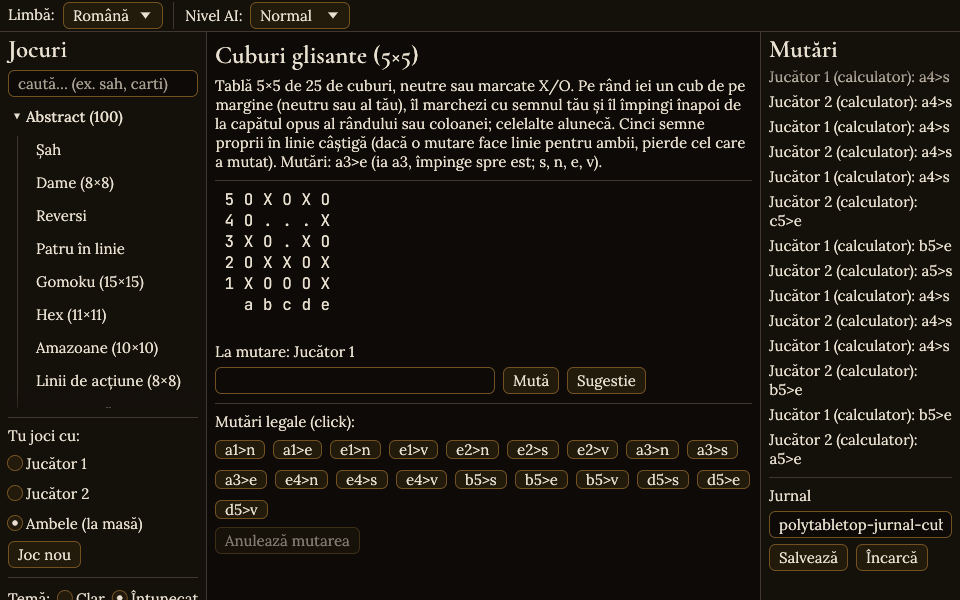 Limbă: Română ▼ Nivel AI: Normal ▼
Jocuri
caută... (ex. sah, carti)
▼ Abstract (100)
Șah
Dame (8×8)
Reversi
Patru în linie
Gomoku (15×15)
Hex (11×11)
Amazoane (10×10)
Linii de acțiune (8×8)
Tu joci cu:
Jucător 1
Jucător 2
Ambele (la masă)
Joc nou
Temă: Clar Întunecat
Cuburi glisante (5×5)
Tablă 5×5 de 25 de cuburi, neutre sau marcate X/O. Pe rând iei un cub de pe
margine (neutru sau al tău), îl marchezi cu semnul tău și îl împingi înapoi de
la capătul opus al rândului sau coloanei; celelalte alunecă. Cinci semne
proprii în linie câștigă (dacă o mutare face linie pentru ambii, pierde cel care
a mutat). Mutări: a3>e (ia a3, împinge spre est; s, n, e, v).
5 O X O X O
4 O . . . X
3 X O . X O
2 O X X O X
1 X O O O X
a b c d e
La mutare: Jucător 1
Mută Sugestie
Mutări legale (click):
a1>n a1>e e1>n e1>v e2>n e2>s e2>v a3>n a3>s
a3>e e4>n e4>s e4>v b5>s b5>e b5>v d5>s d5>e
d5>v
Anulează mutarea
Mutări
Jucător 1 (calculator): a4>s
Jucător 2 (calculator): a4>s
Jucător 1 (calculator): a4>s
Jucător 2 (calculator): a4>s
Jucător 1 (calculator): a4>s
Jucător 2 (calculator):
c5>e
Jucător 1 (calculator): b5>e
Jucător 2 (calculator): a5>s
Jucător 1 (calculator): a4>s
Jucător 2 (calculator): a4>s
Jucător 1 (calculator): a4>s
Jucător 2 (calculator):
b5>e
Jucător 1 (calculator): b5>e
Jucător 2 (calculator):
a5>e
Jurnal
polytabletop-jurnal-cub
Salvează Încarcă